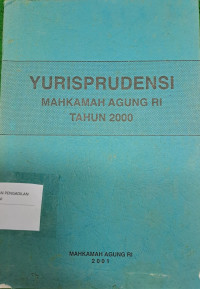 YURISPRUDENSI
MAHKAMAH AGUNG RI
TAHUN 2000
MAHKAMAH AGUNG RI
2001